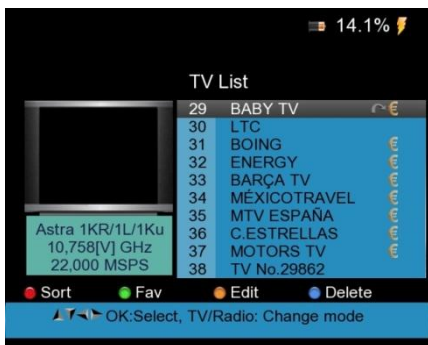 14.1%
TV List
29 BABY TV €
30 LTC
31 BOING €
32 ENERGY €
33 BARÇA TV €
34 MÉXICOTRAVEL €
35 MTV ESPAÑA €
36 C.ESTRELLAS €
37 MOTORS TV €
38 TV No.29862
Astra 1KR/1L/1Ku
10,758[V] GHz
22,000 MSPS
Sort Fav Edit Delete
OK:Select, TV/Radio: Change mode